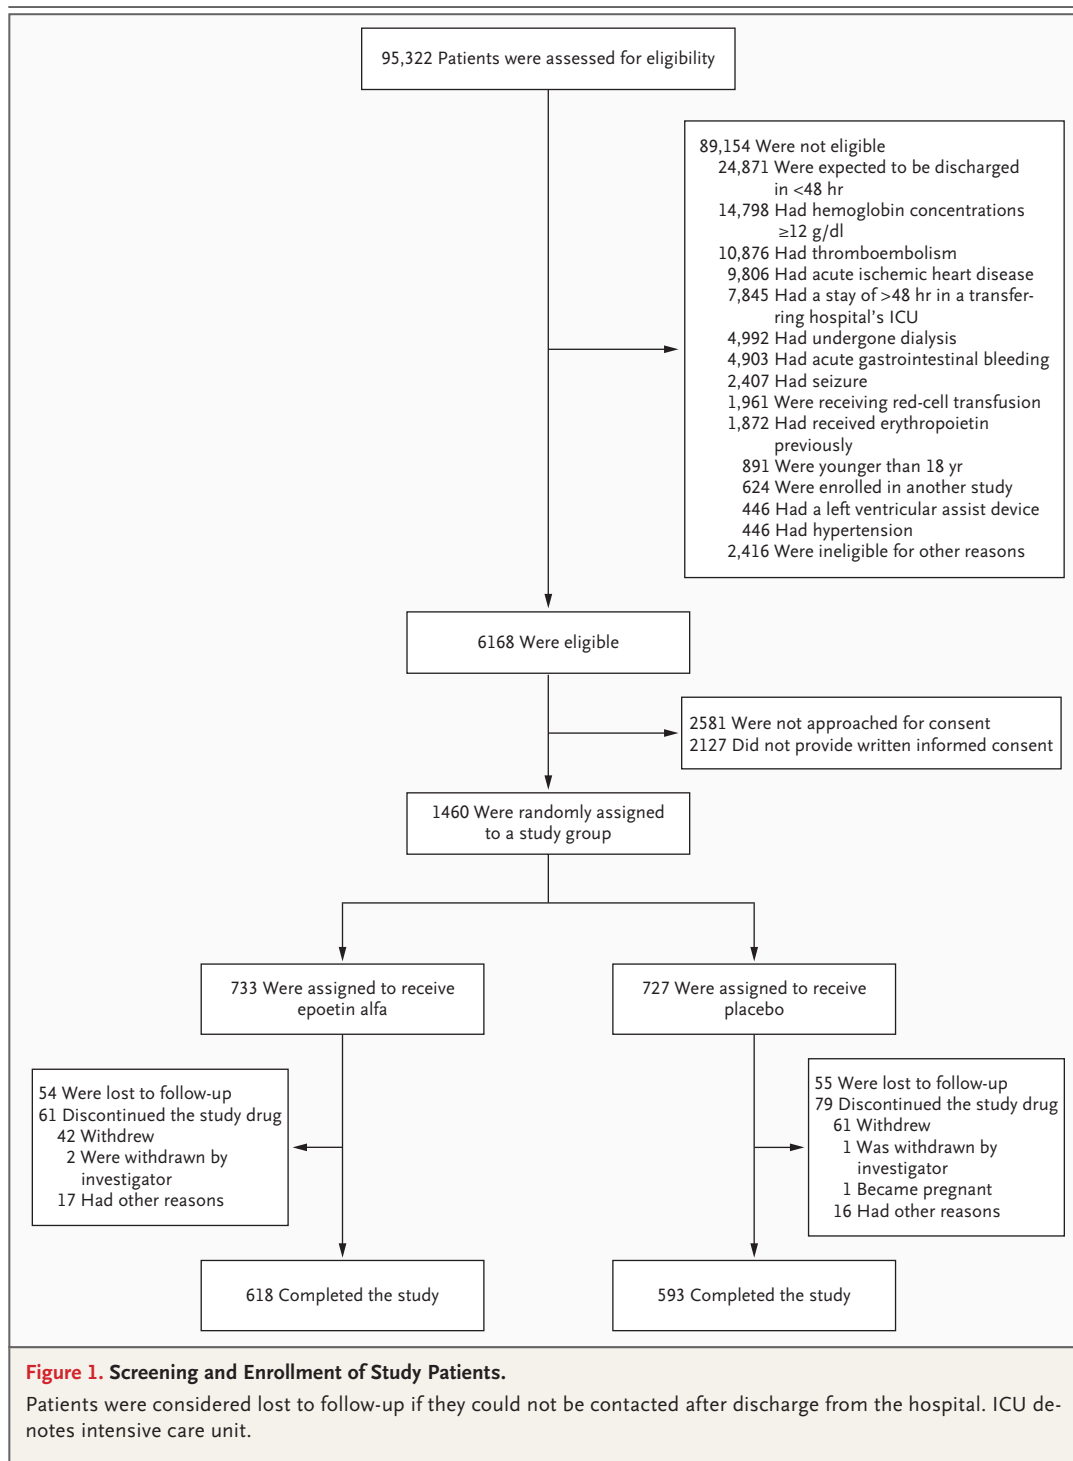 95,322 Patients were assessed for eligibility
89,154 Were not eligible
24,871 Were expected to be discharged
in <48 hr
14,798 Had hemoglobin concentrations
≥12 g/dl
10,876 Had thromboembolism
9,806 Had acute ischemic heart disease
7,845 Had a stay of >48 hr in a transfer-
ring hospital's ICU
4,992 Had undergone dialysis
4,903 Had acute gastrointestinal bleeding
2,407 Had seizure
1,961 Were receiving red-cell transfusion
1,872 Had received erythropoietin
previously
891 Were younger than 18 yr
624 Were enrolled in another study
446 Had a left ventricular assist device
446 Had hypertension
2,416 Were ineligible for other reasons
6168 Were eligible
2581 Were not approached for consent
2127 Did not provide written informed consent
1460 Were randomly assigned
to a study group
733 Were assigned to receive
epoetin alfa
727 Were assigned to receive
placebo
54 Were lost to follow-up
61 Discontinued the study drug
42 Withdrew
2 Were withdrawn by
investigator
17 Had other reasons
55 Were lost to follow-up
79 Discontinued the study drug
61 Withdrew
1 Was withdrawn by
investigator
1 Became pregnant
16 Had other reasons
618 Completed the study
593 Completed the study
Figure 1. Screening and Enrollment of Study Patients.
Patients were considered lost to follow-up if they could not be contacted after discharge from the hospital. ICU de-
notes intensive care unit.